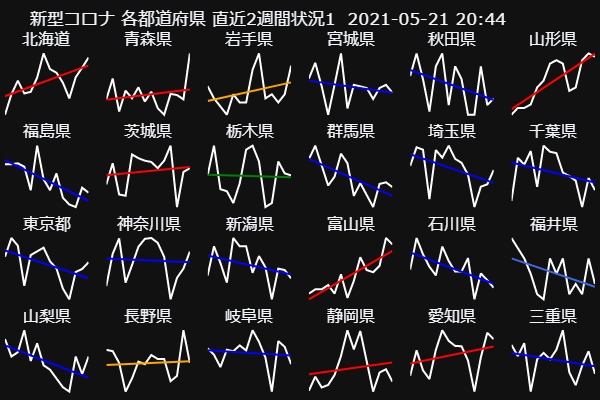 新型コロナ 各都道府県 直近2週間状況1 2021-05-21 20:44
北海道 青森県 岩手県 宮城県 秋田県 山形県
福島県 茨城県 栃木県 群馬県 埼玉県 千葉県
東京都 神奈川県 新潟県 富山県 石川県 福井県
山梨県 長野県 岐阜県 静岡県 愛知県 三重県